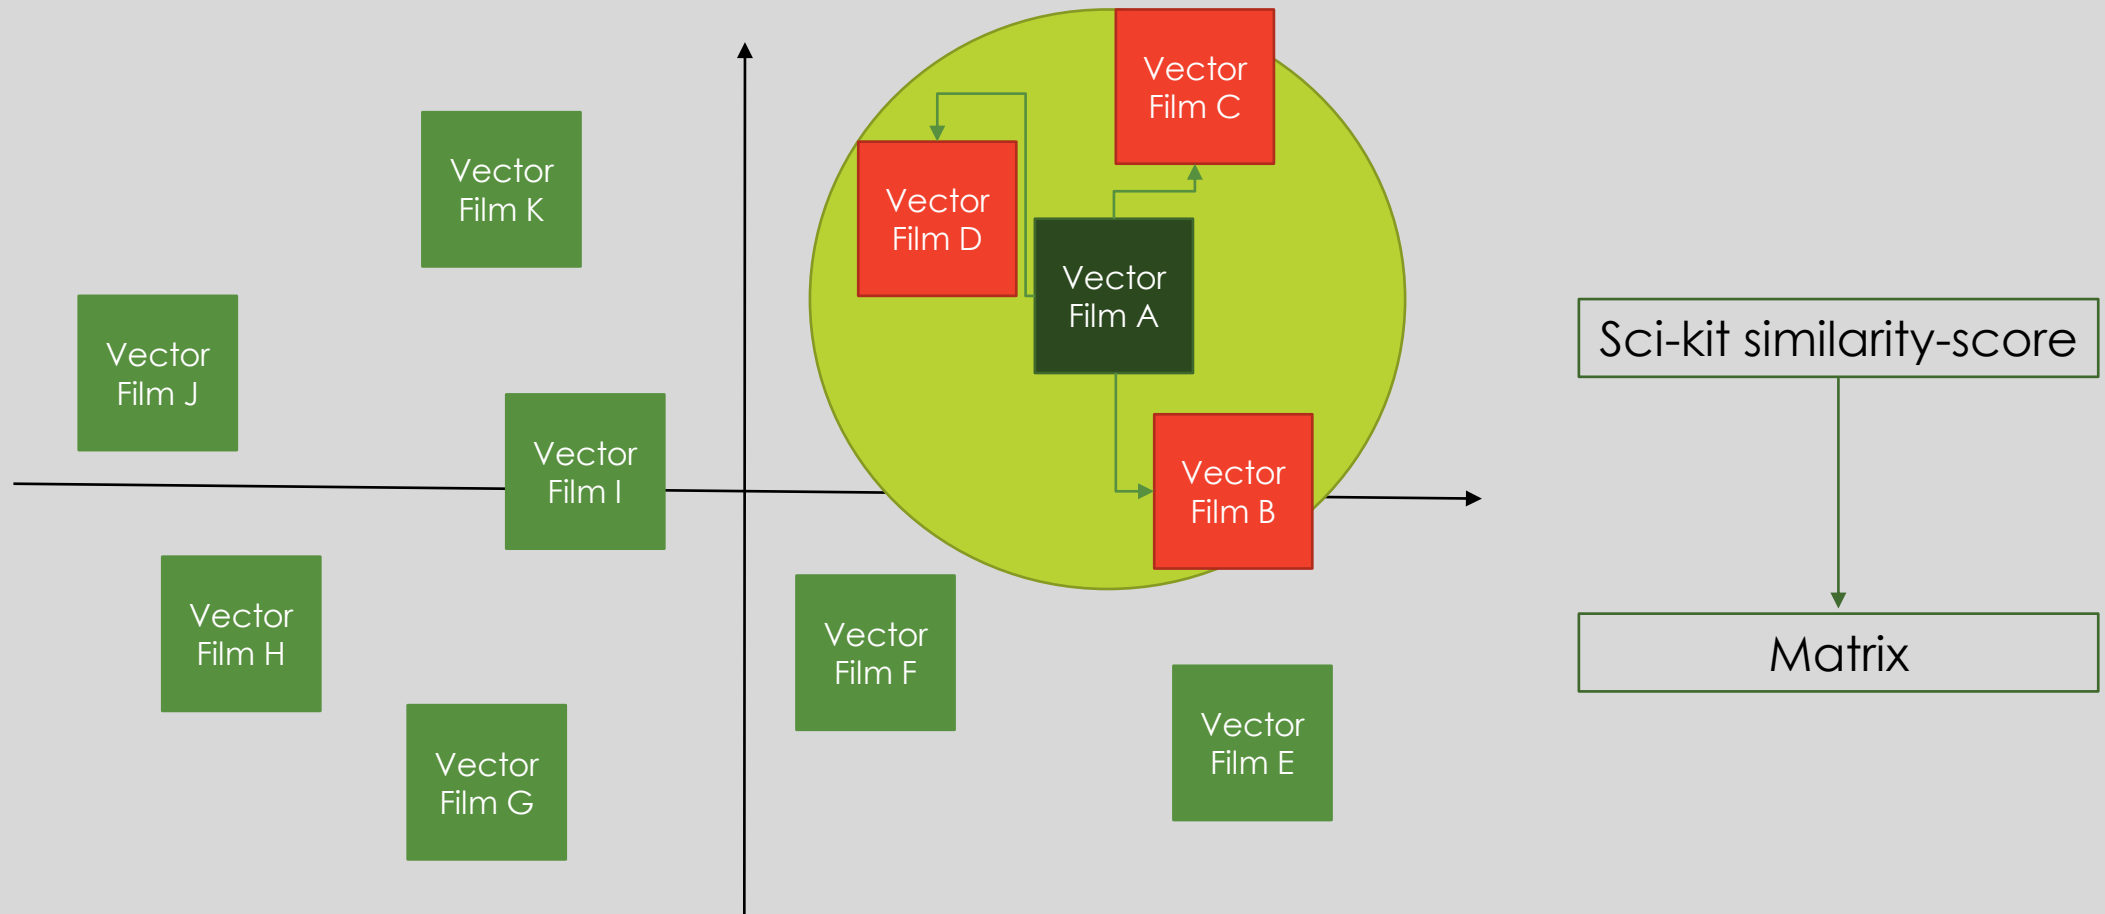 Vector
Film C
Vector
Film K
Vector
Film D
Vector
Film A
Vector
Film J
Sci-kit similarity-score
Vector
Film I
Vector
Film B
Vector
Film H
Vector
Film F
Matrix
Vector
Film E
Vector
Film G